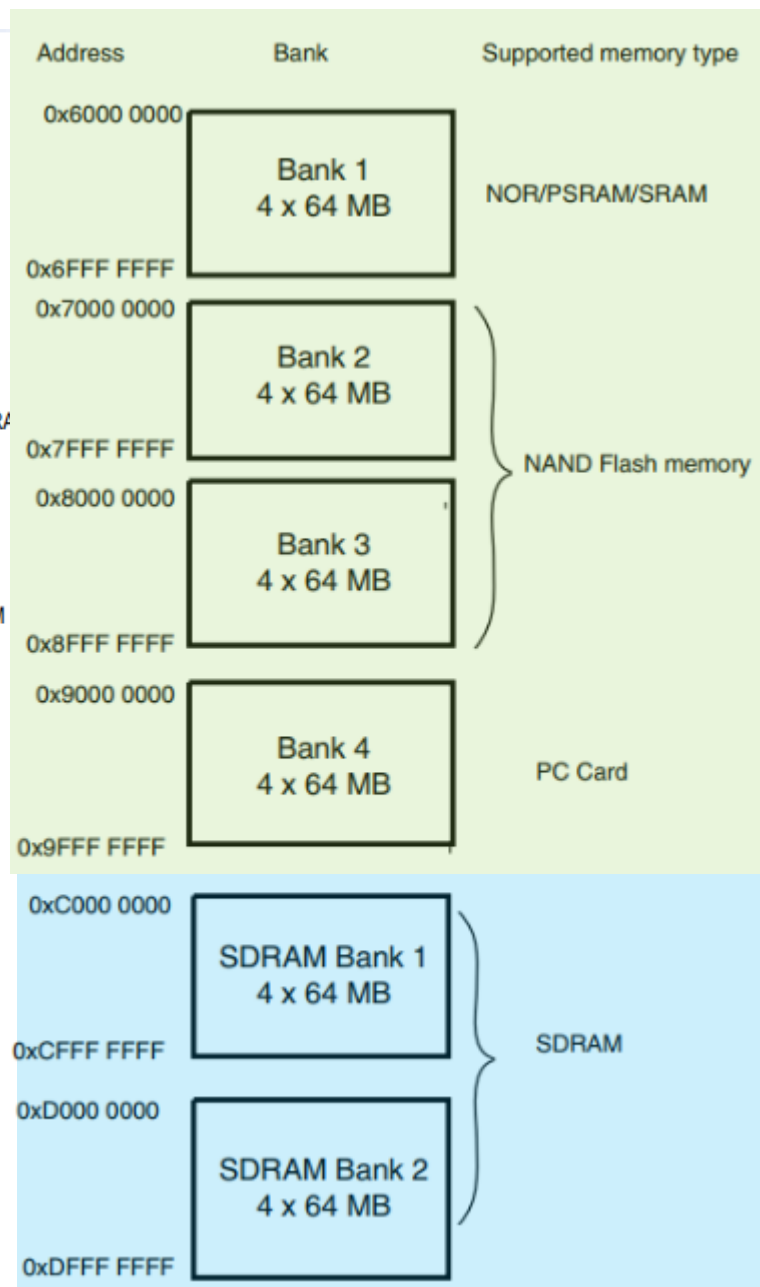 Address Bank Supported memory type
0x6000 0000
Bank 1
4 x 64 MB
NOR/PSRAM/SRAM
0x6FFF FFFF
0x7000 0000
Bank 2
4 x 64 MB
0x7FFF FFFF
NAND Flash memory
0x8000 0000
Bank 3
4 x 64 MB
0x8FFF FFFF
0x9000 0000
Bank 4
4 x 64 MB
PC Card
0x9FFF FFFF
0xC000 0000
SDRAM Bank 1
4 x 64 MB
SDRAM
0xCFFF FFFF
0xD000 0000
SDRAM Bank 2
4 x 64 MB
0xDFFF FFFF